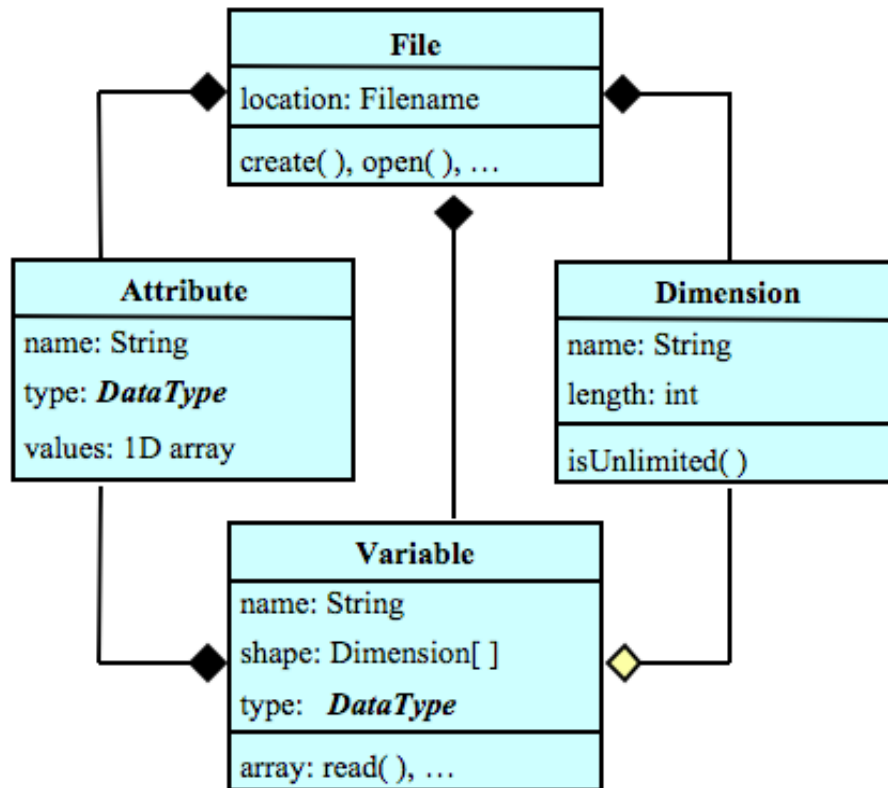 File
location: Filename
create( ), open( ), …
Attribute
name: String
type: DataType
values: 1D array
Dimension
name: String
length: int
isUnlimited( )
Variable
name: String
shape: Dimension[ ]
type: DataType
array: read( ), …